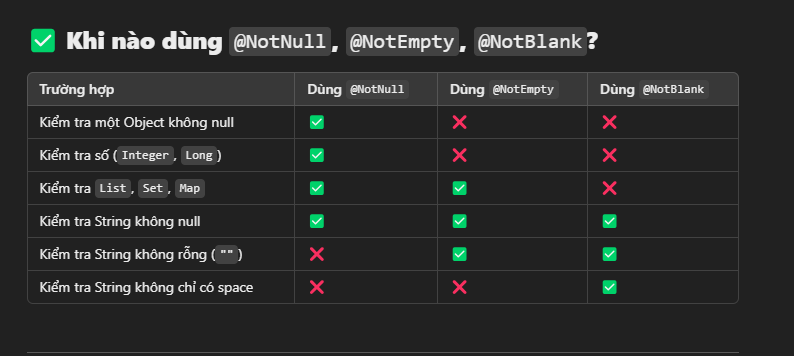 ✅ Khi nào dùng @NotNull, @NotEmpty, @NotBlank?
Trường hợp Dùng @NotNull Dùng @NotEmpty Dùng @NotBlank
Kiểm tra một Object không null ✅ ❌ ❌
Kiểm tra số (Integer, Long) ✅ ❌ ❌
Kiểm tra List, Set, Map ✅ ✅ ❌
Kiểm tra String không null ✅ ✅ ✅
Kiểm tra String không rỗng ("") ❌ ✅ ✅
Kiểm tra String không chỉ có space ❌ ❌ ✅